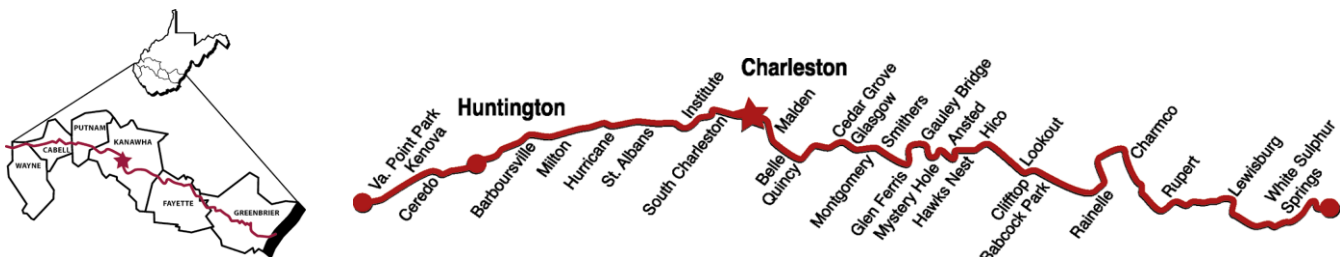 PUTNAM
KANAWHA
CABELL
WAYNE
FAYETTE
GREENBRIER
Va. Point Park
Kenova
Ceredo
Huntington
Barboursville
Milton
Hurricane
St. Albans
Institute
South Charleston
Charleston
Malden
Belle
Quincy
Cedar Grove
Glasgow
Montgomery
Smithers
Glen Ferris
Gauley Bridge
Mystery Hole
Ansted
Hawks Nest
Hico
Lookout
Clifftop
Babcock Park
Rainelle
Charmco
Rupert
Lewisburg
White Sulphur
Springs